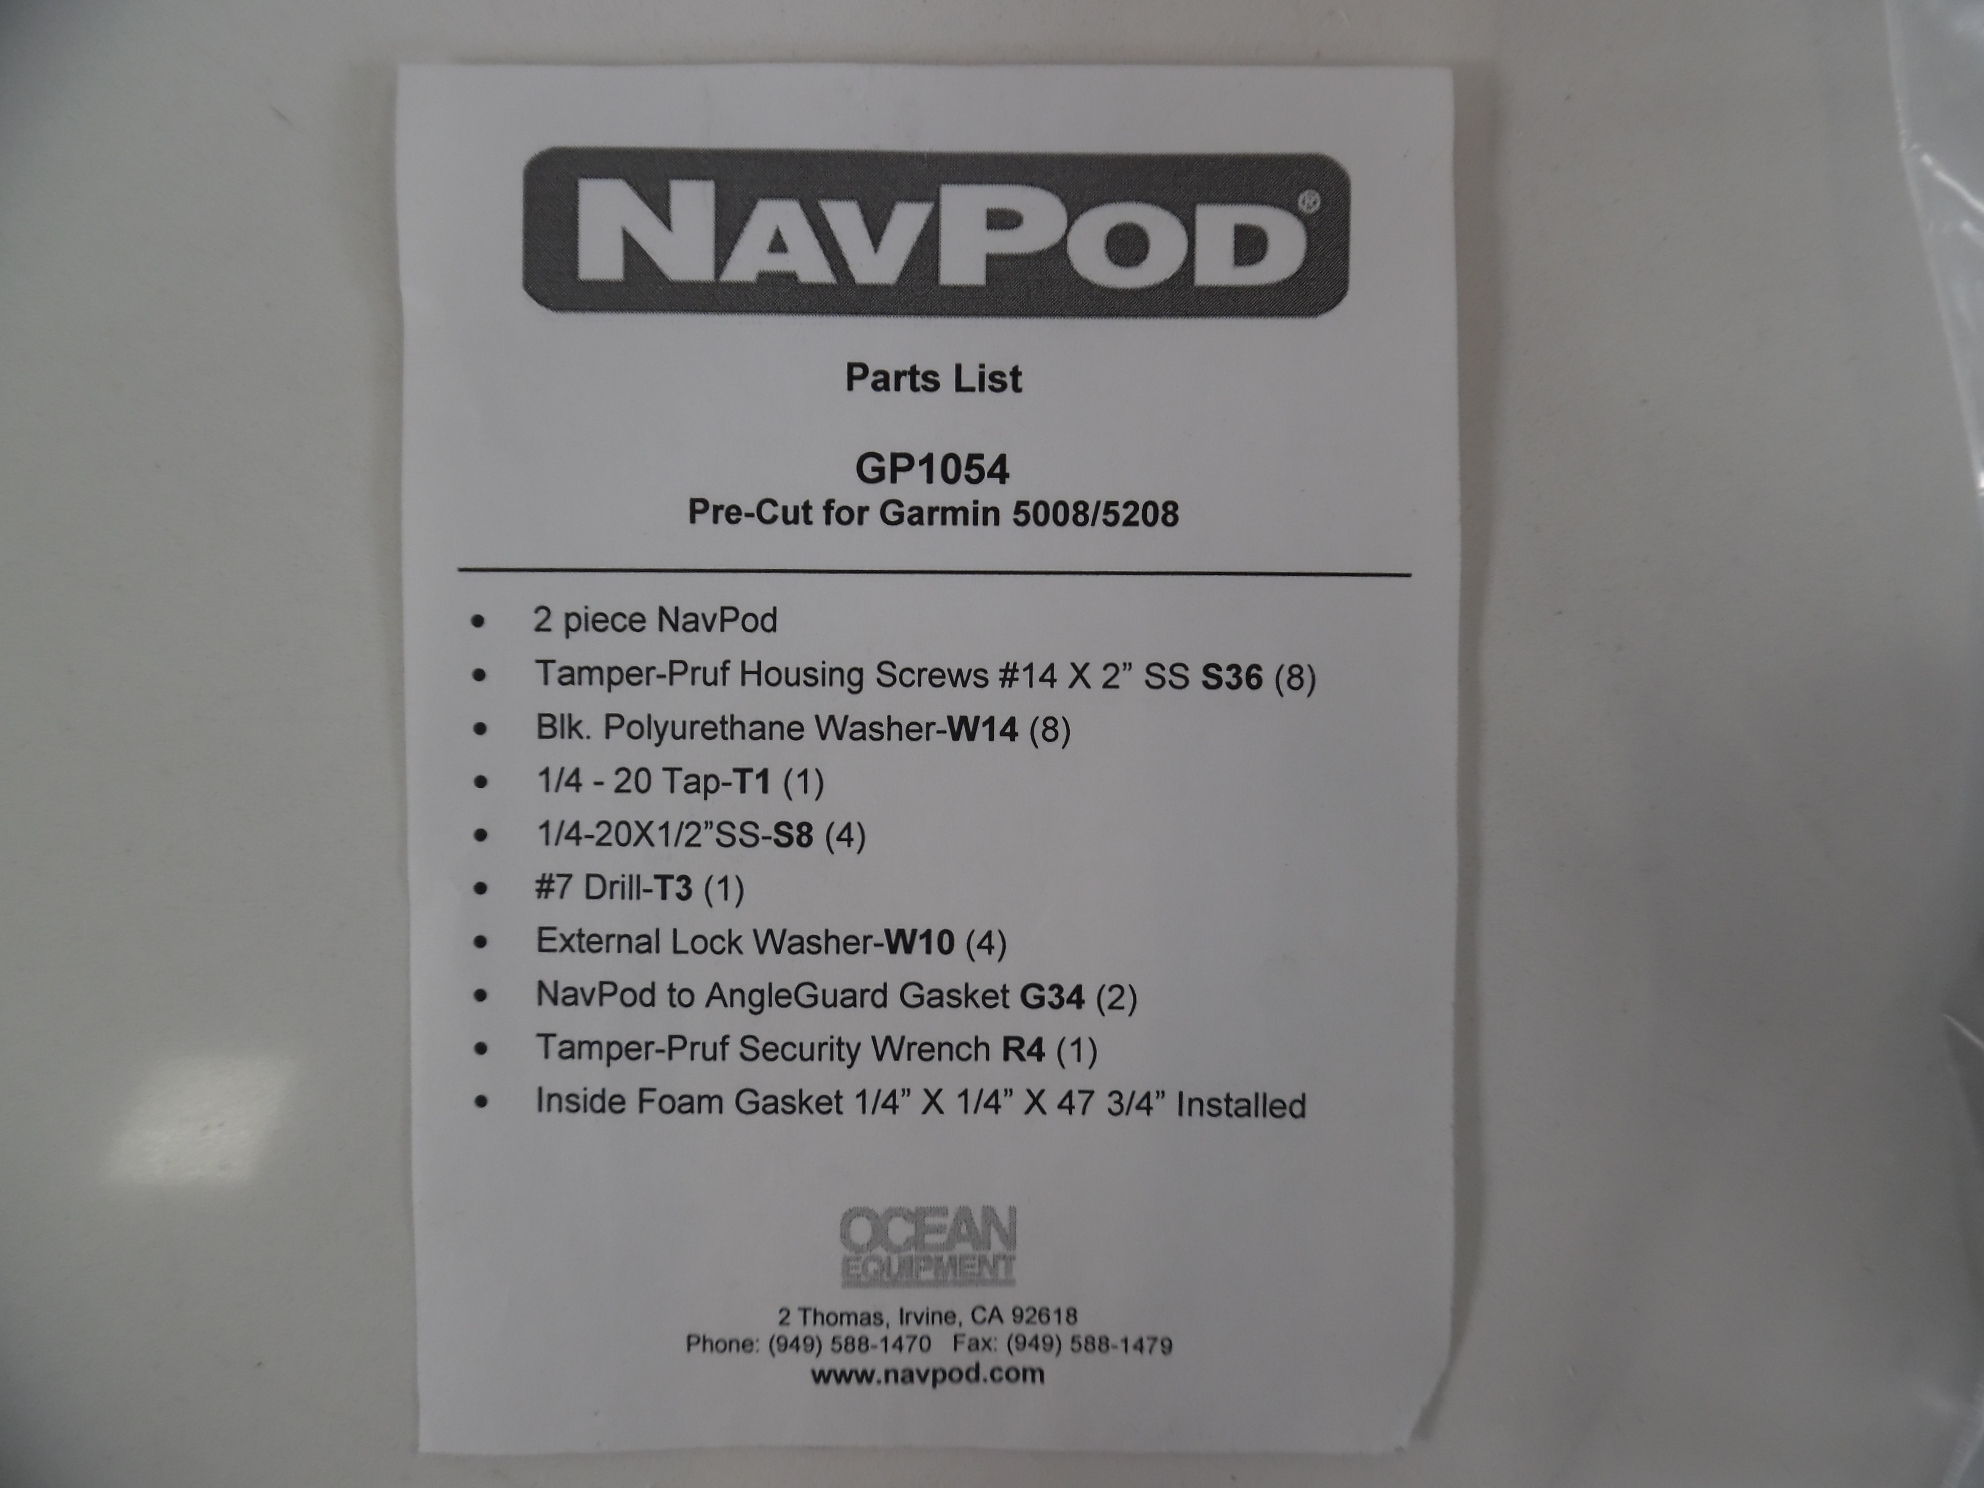 NAVPOD®
Parts List
GP1054
Pre-Cut for Garmin 5008/5208
• 2 piece NavPod
• Tamper-Pruf Housing Screws #14 X 2” SS S36 (8)
• Blk. Polyurethane Washer-W14 (8)
• 1/4 - 20 Tap-T1 (1)
• 1/4-20X1/2”SS-S8 (4)
• #7 Drill-T3 (1)
• External Lock Washer-W10 (4)
• NavPod to AngleGuard Gasket G34 (2)
• Tamper-Pruf Security Wrench R4 (1)
• Inside Foam Gasket 1/4” X 1/4” X 47 3/4” Installed
OCEAN
EQUIPMENT
2 Thomas, Irvine, CA 92618
Phone: (949) 588-1470 Fax: (949) 588-1479
www.navpod.com